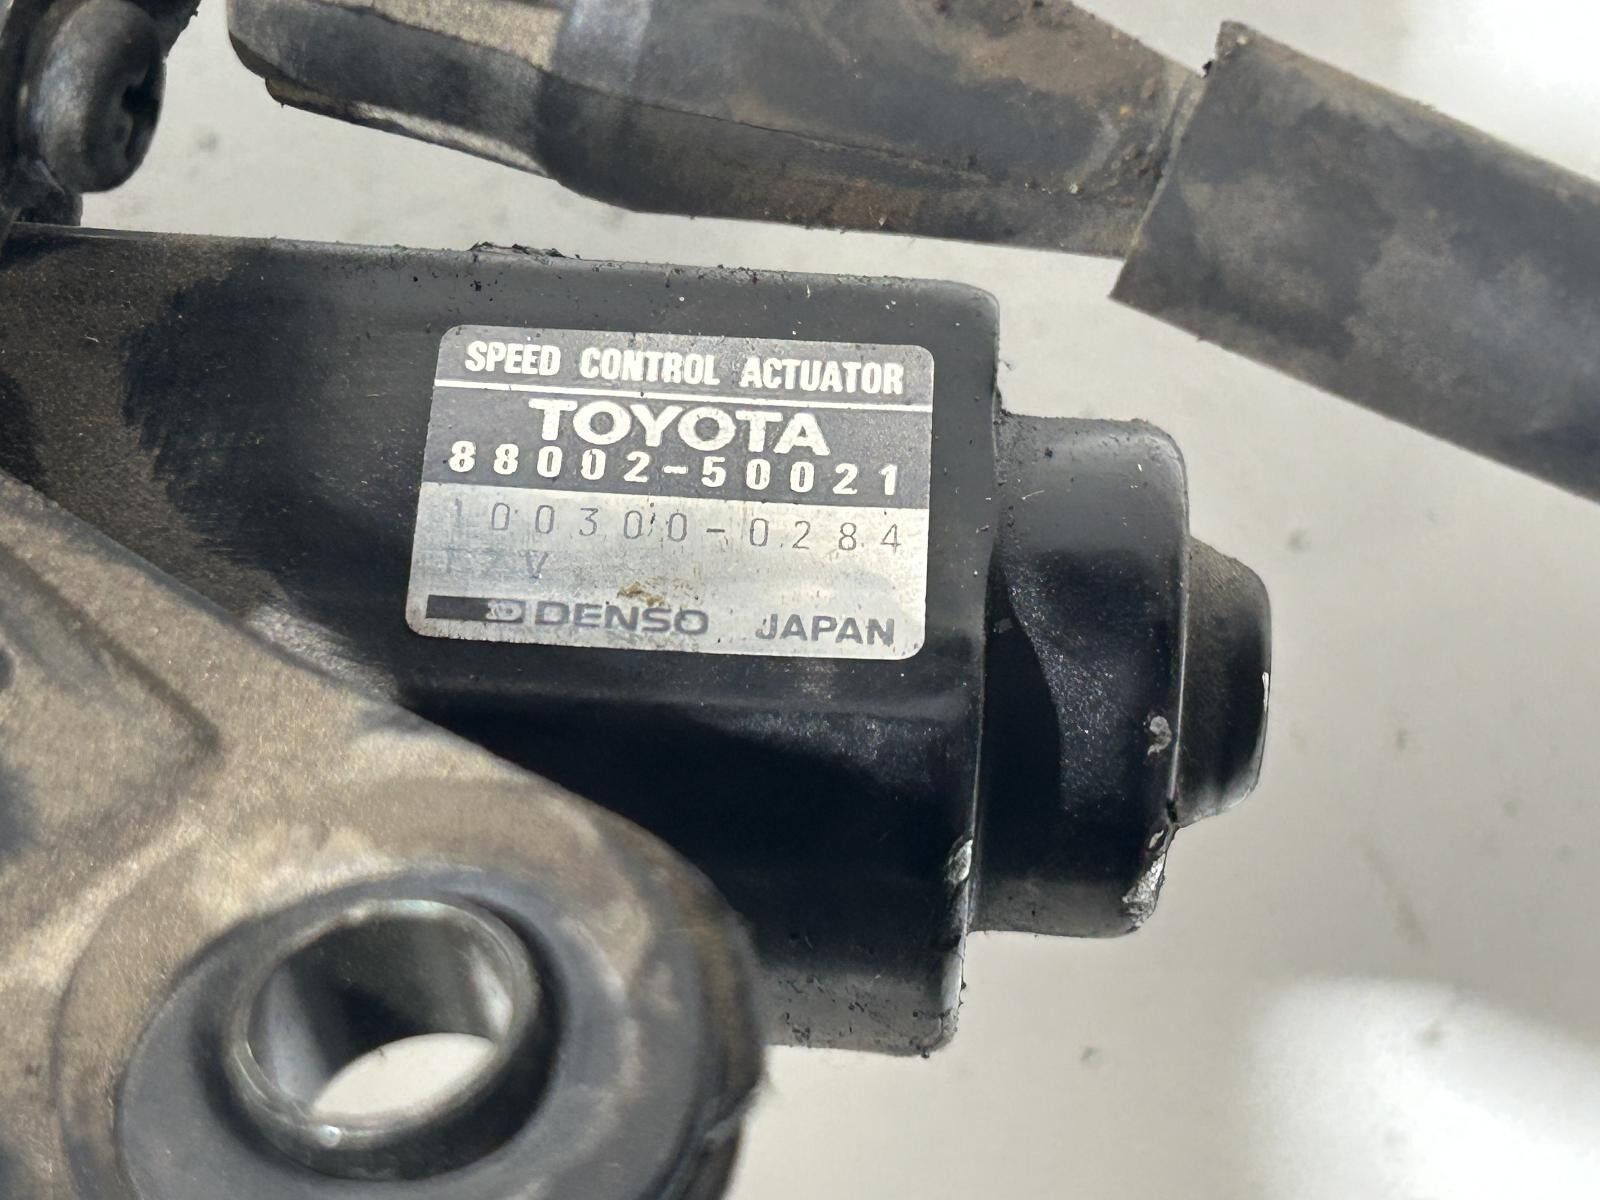 SPEED CONTROL ACTUATOR
TOYOTA
88002-50021
100300-0284
DENSO JAPAN